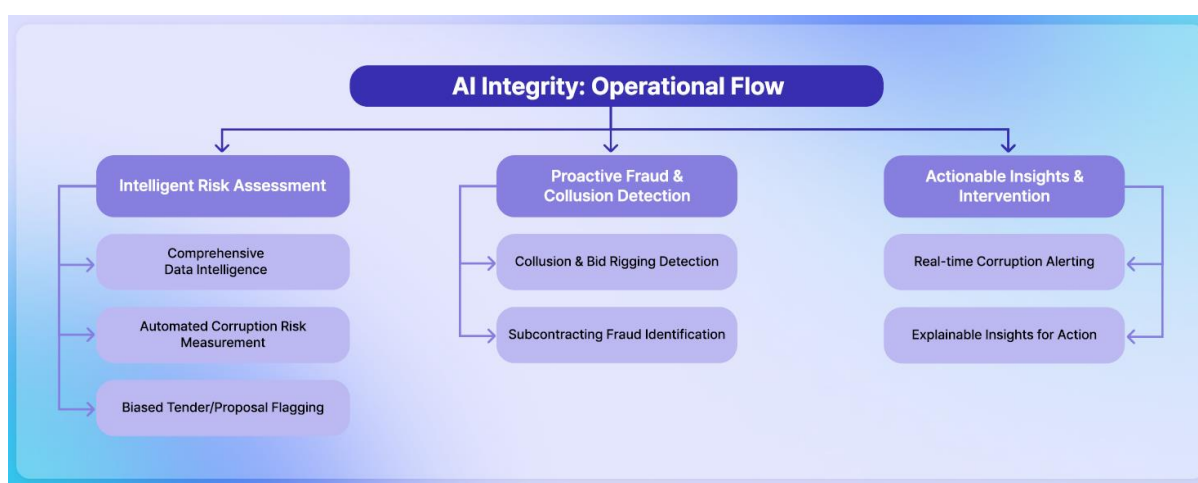 AI Integrity: Operational Flow
Intelligent Risk Assessment
Comprehensive
Data Intelligence
Automated Corruption Risk
Measurement
Biased Tender/Proposal Flagging
Proactive Fraud &
Collusion Detection
Collusion & Bid Rigging Detection
Subcontracting Fraud Identification
Actionable Insights &
Intervention
Real-time Corruption Alerting
Explainable Insights for Action